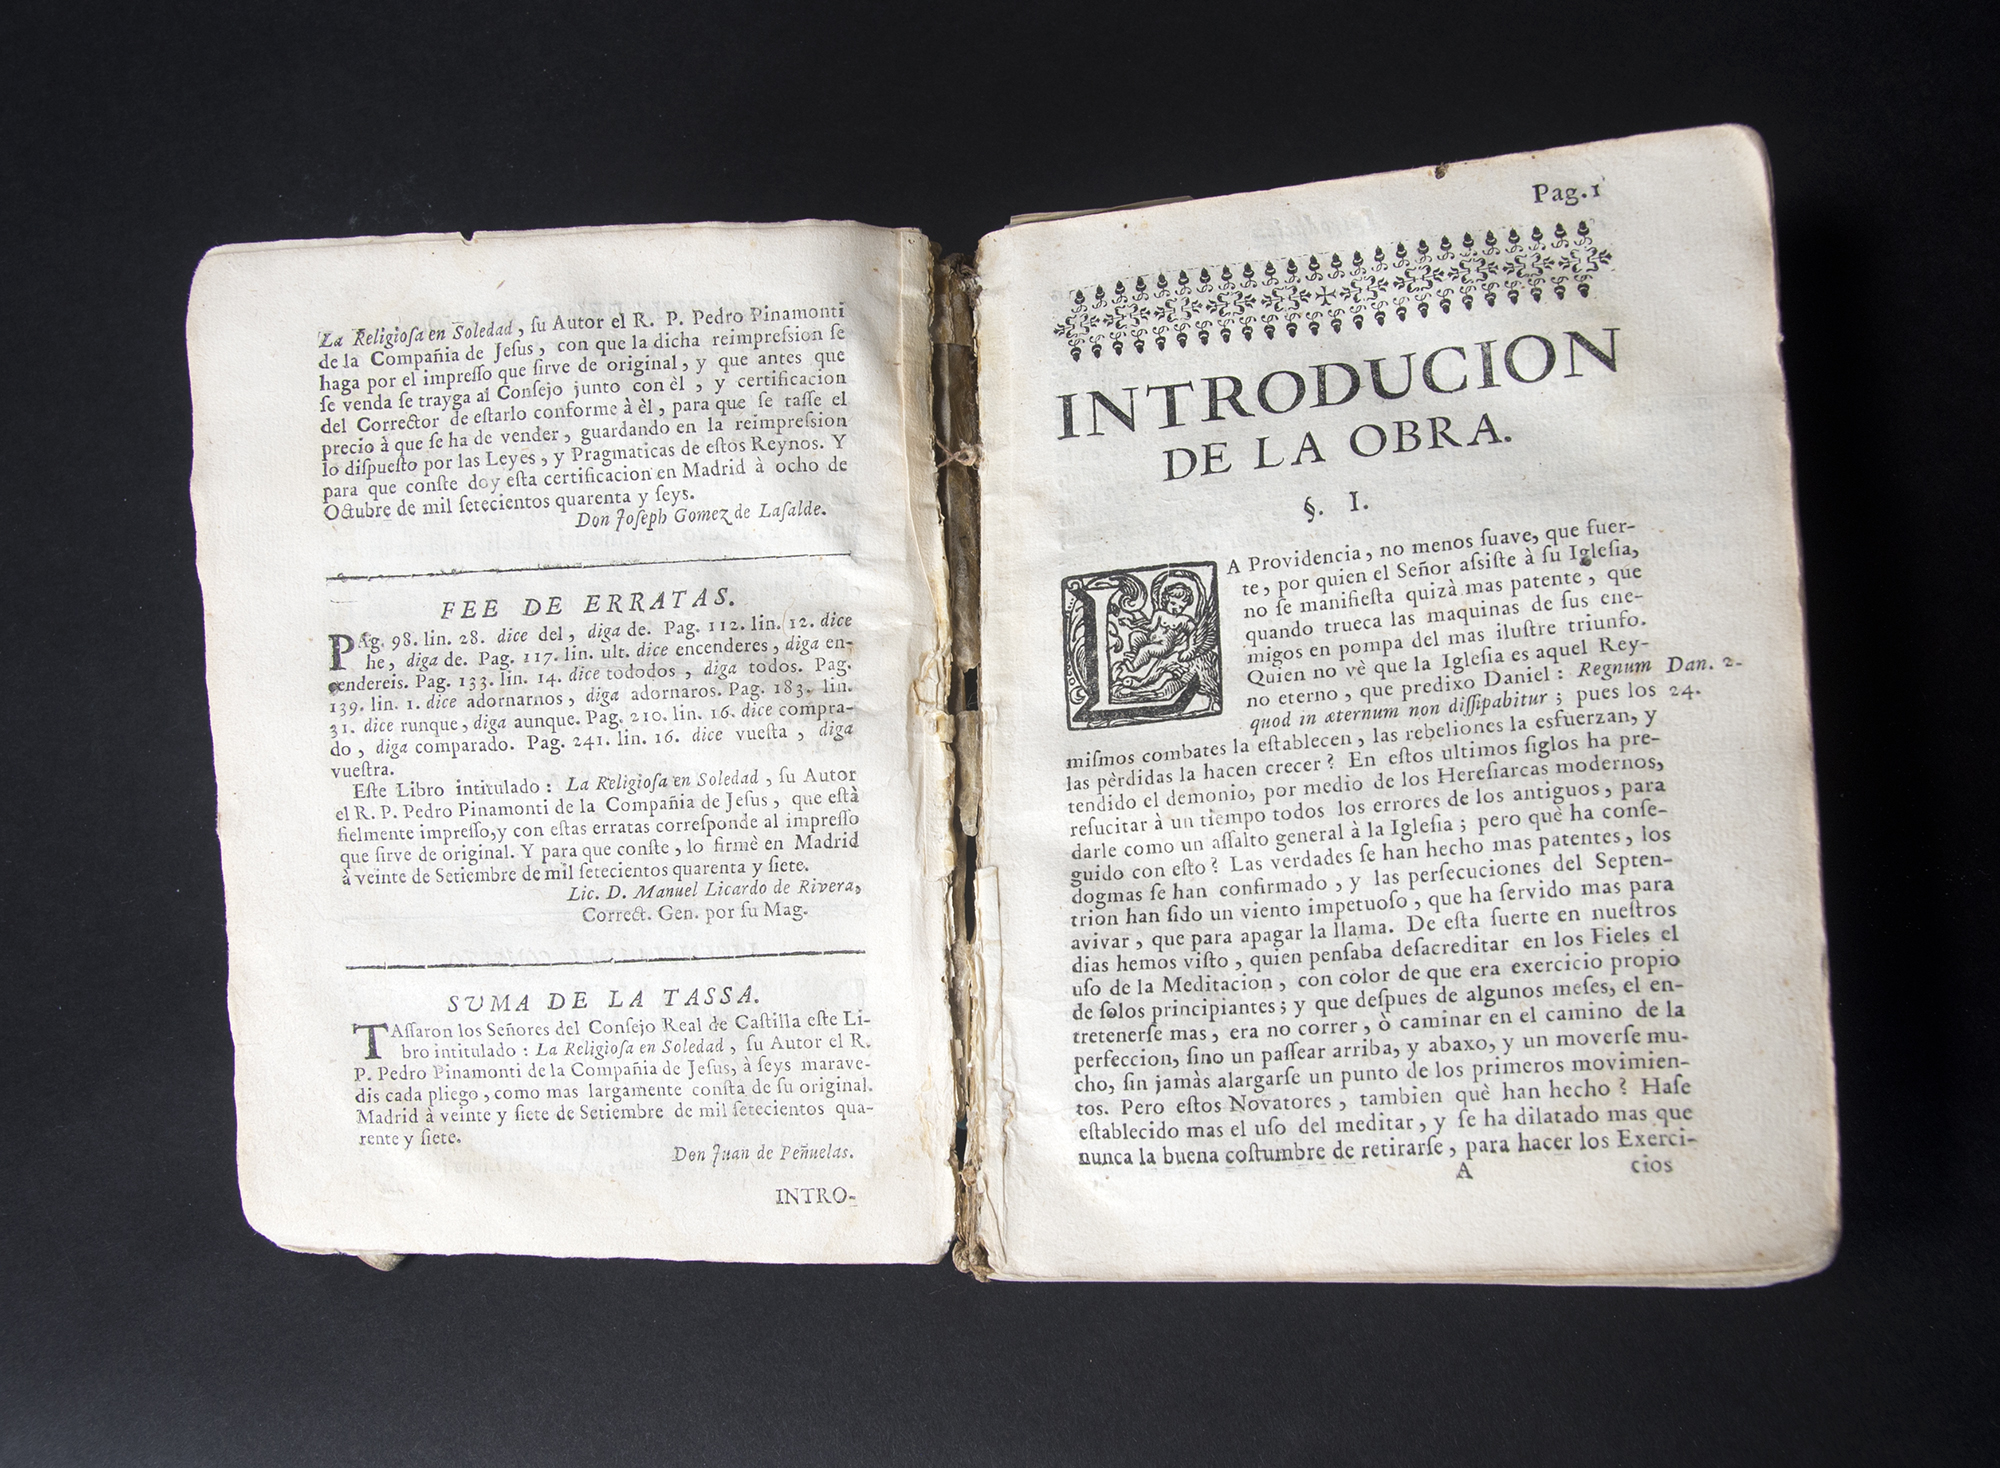 La Religioſa en Soledad, ſu Autor el R. P. Pedro Pinamonti
de la Compañia de Jeſus, con que la dicha reimpreſsion ſe
haga por el impreſſo que ſirve de original, y que antes que
ſe venda ſe trayga al Conſejo junto con èl, y certificacion
del Corrector de eſtarlo conforme à èl, para que ſe taſſe el
precio à que ſe ha de vender, guardando en la reimpreſsion
lo diſpueſto por las Leyes, y Pragmaticas de eſtos Reynos. Y
para que conſte doy eſta certificacion en Madrid à ocho de
Octubre de mil ſetecientos quarenta y ſeys.
Don Joſeph Gomez de Laſalde.
FEE DE ERRATAS.
PAg. 98. lin. 28. dice del, diga de. Pag. 112. lin. 12. dice
he, diga de. Pag. 117. lin. ult. dice encenderes, diga en-
cendereis. Pag. 133. lin. 14. dice tododos, diga todos. Pag.
139. lin. 1. dice adornarnos, diga adornaros. Pag. 183. lin.
31. dice runque, diga aunque. Pag. 210. lin. 16. dice compra-
do, diga comparado. Pag. 241. lin. 16. dice vueſta, diga
vueſtra.
Eſte Libro intitulado: La Religioſa en Soledad, ſu Autor
el R. P. Pedro Pinamonti de la Compañia de Jeſus, que eſtà
fielmente impreſſo, y con eſtas erratas correſponde al impreſſo
que ſirve de original. Y para que conſte, lo firmè en Madrid
à veinte de Setiembre de mil ſetecientos quarenta y ſiete.
Lic. D. Manuel Licardo de Rivera,
Correct. Gen. por ſu Mag.
SUMA DE LA TASSA.
TAſſaron los Señores del Conſejo Real de Caſtilla eſte Li-
bro intitulado: La Religioſa en Soledad, ſu Autor el R.
P. Pedro Pinamonti de la Compañia de Jeſus, à ſeys marave-
dis cada pliego, como mas largamente conſta de ſu original.
Madrid à veinte y ſiete de Setiembre de mil ſetecientos qua-
rente y ſiete.
Don Juan de Peñuelas.
INTRO-
Pag. 1
INTRODUCION
DE LA OBRA.
§. I.
LA Providencia, no menos ſuave, que fuer-
te, por quien el Señor aſsiſte à ſu Igleſia,
no ſe manifieſta quizà mas patente, que
quando trueca las maquinas de ſus ene-
migos en pompa del mas iluſtre triunfo.
Quien no vè que la Igleſia es aquel Rey-
no eterno, que predixo Daniel: Regnum Dan. 2.
quod in æternum non diſſipabitur; pues los 24.
miſmos combates la eſtablecen, las rebeliones la esfuerzan, y
las pèrdidas la hacen crecer? En eſtos ultimos ſiglos ha pre-
tendido el demonio, por medio de los Hereſiarcas modernos,
reſucitar à un tiempo todos los errores de los antiguos, para
darle como un aſſalto general à la Igleſia; pero què ha conſe-
guido con eſto? Las verdades ſe han hecho mas patentes, los
dogmas ſe han confirmado, y las perſecuciones del Septen-
trion han ſido un viento impetuoſo, que ha ſervido mas para
avivar, que para apagar la llama. De eſta ſuerte en nueſtros
dias hemos viſto, quien penſaba deſacreditar en los Fieles el
uſo de la Meditacion, con color de que era exercicio propio
de ſolos principiantes; y que deſpues de algunos meſes, el en-
tretenerſe mas, era no correr, ò caminar en el camino de la
perfeccion, ſino un paſſear arriba, y abaxo, y un moverſe mu-
cho, ſin jamàs alargarſe un punto de los primeros movimien-
tos. Pero eſtos Novatores, tambien què han hecho? Haſe
eſtablecido mas el uſo del meditar, y ſe ha dilatado mas que
nunca la buena coſtumbre de retirarſe, para hacer los Exerci-
A cios